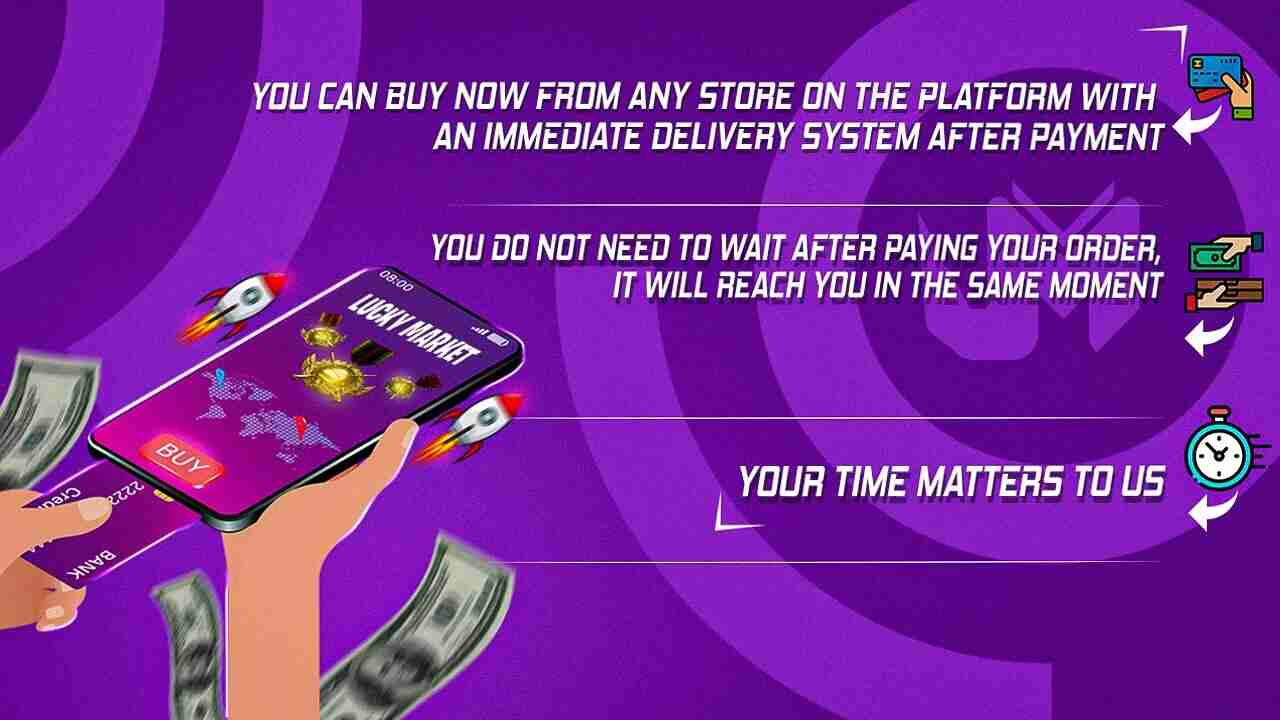 YOU CAN BUY NOW FROM ANY STORE ON THE PLATFORM WITH
AN IMMEDIATE DELIVERY SYSTEM AFTER PAYMENT
YOU DO NOT NEED TO WAIT AFTER PAYING YOUR ORDER,
IT WILL REACH YOU IN THE SAME MOMENT
YOUR TIME MATTERS TO US
08:00
LUCKY MARKET
BUY
BANK